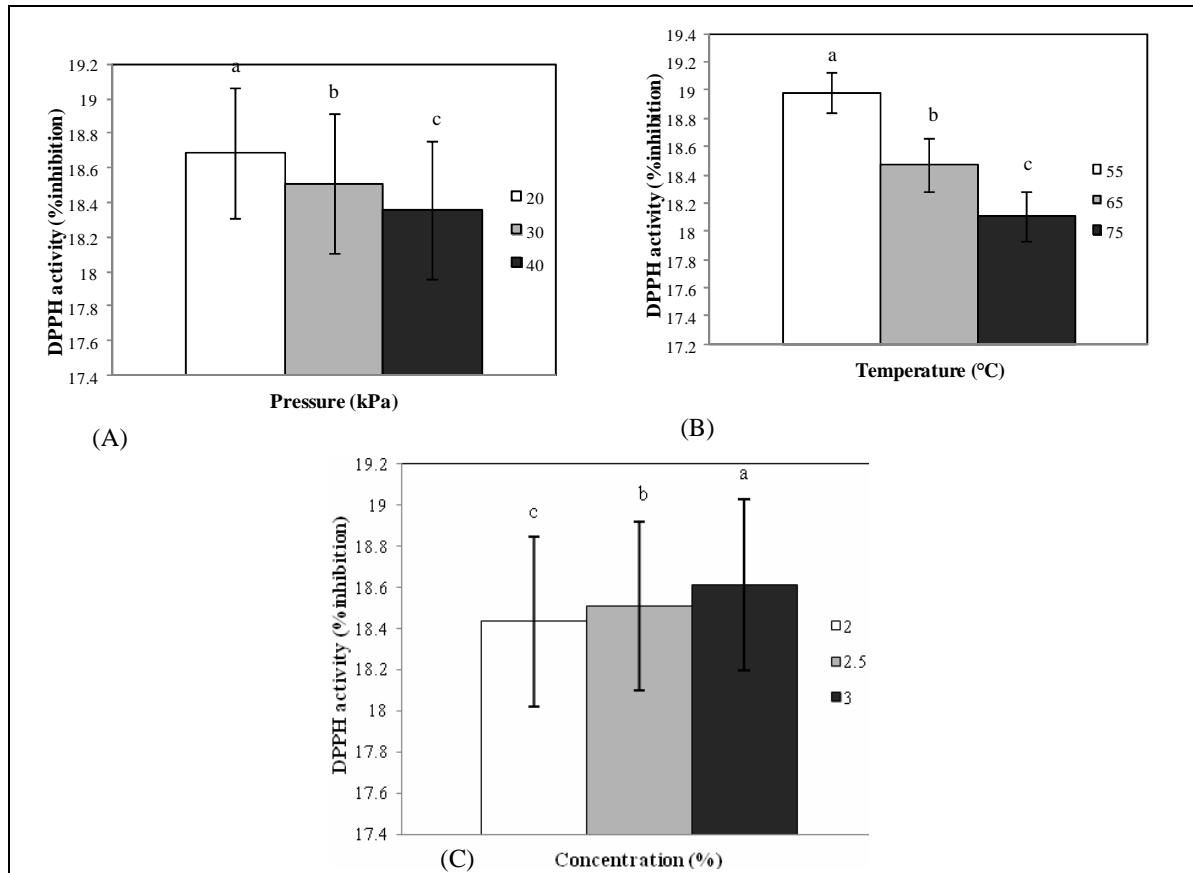 19.2
19
18.8
18.6
18.4
18.2
18
17.8
17.6
17.4
DPPH activity (%inhibition)
a
b
c
20
30
40
Pressure (kPa)
(A)
19.4
19.2
19
18.8
18.6
18.4
18.2
18
17.8
17.6
17.4
17.2
DPPH activity (%inhibition)
a
b
c
55
65
75
Temperature (°C)
(B)
19.2
19
18.8
18.6
18.4
18.2
18
17.8
17.6
17.4
DPPH activity (%inhibition)
c
b
a
2
2.5
3
(C)
Concentration (%)